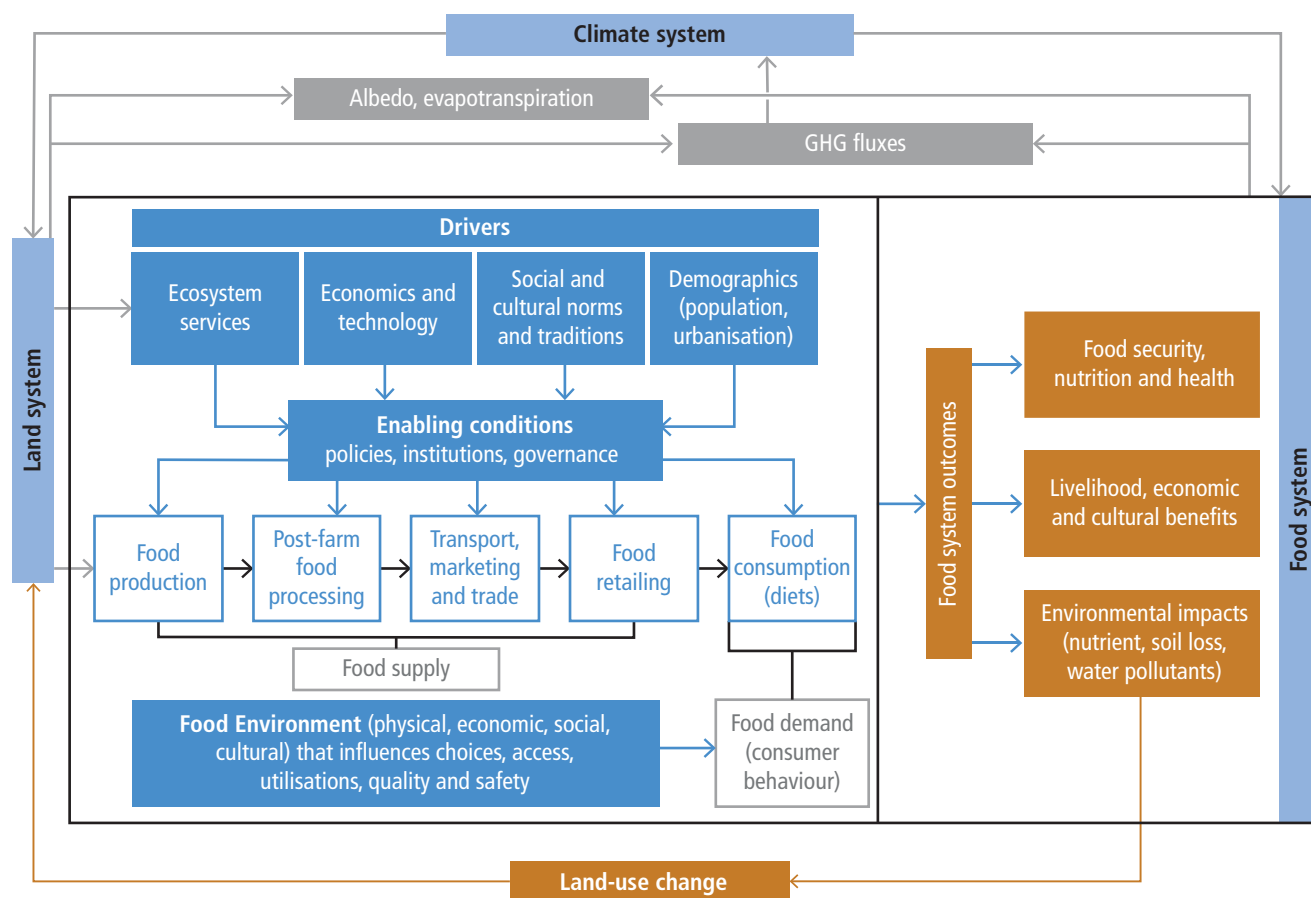 Climate system
Albedo, evapotranspiration
GHG fluxes
Land system
Drivers
Ecosystem
services
Economics and
technology
Social and
cultural norms
and traditions
Demographics
(population,
urbanisation)
Enabling conditions
policies, institutions, governance
Food
production
Post-farm
food
processing
Transport,
marketing
and trade
Food
retailing
Food
consumption
(diets)
Food supply
Food Environment (physical, economic, social,
cultural) that influences choices, access,
utilisations, quality and safety
Food demand
(consumer
behaviour)
Food system outcomes
Food security,
nutrition and health
Livelihood, economic
and cultural benefits
Environmental impacts
(nutrient, soil loss,
water pollutants)
Food system
Land-use change